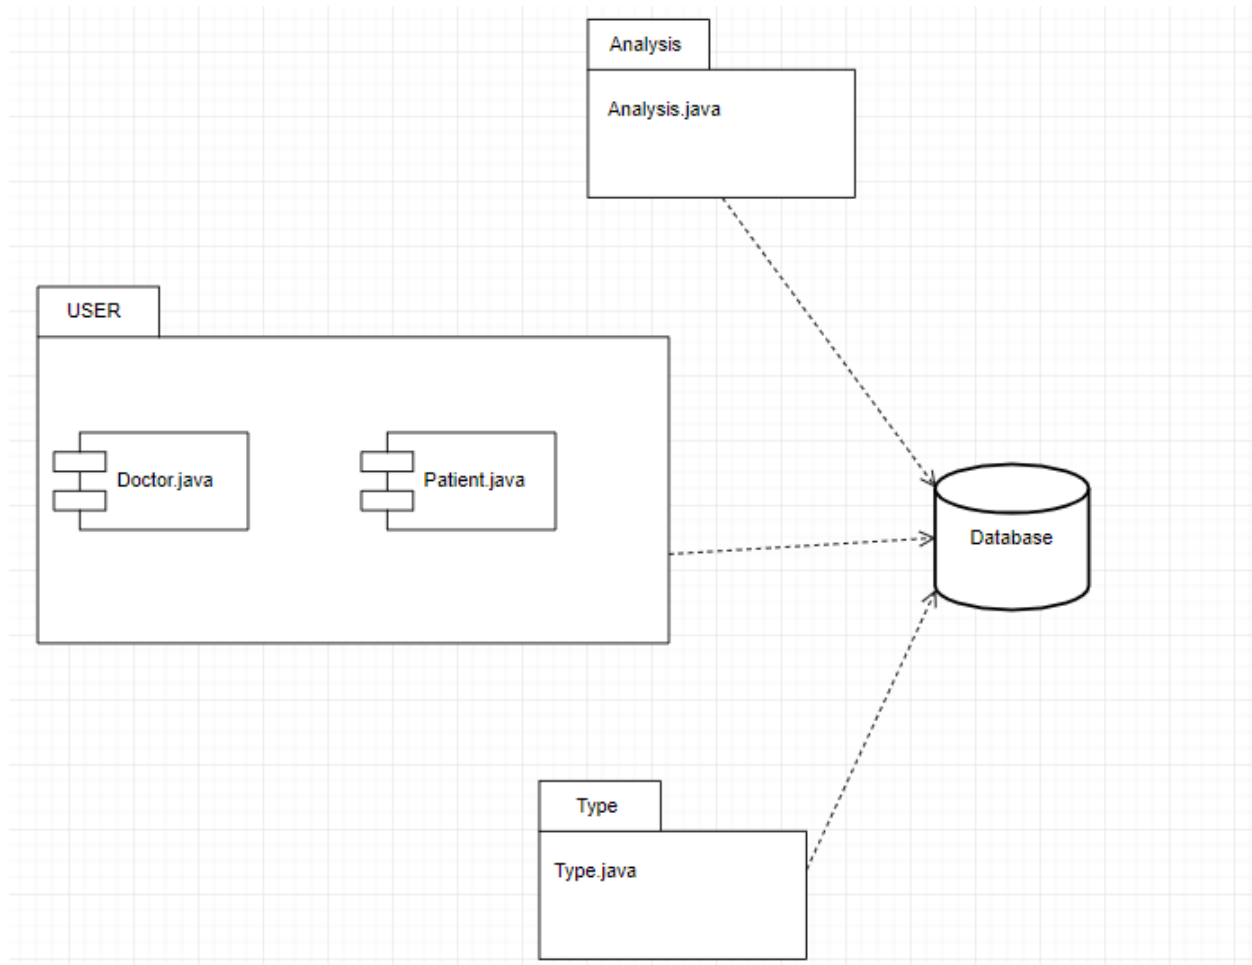 Analysis
Analysis.java
USER
Doctor.java
Patient.java
Database
Type
Type.java